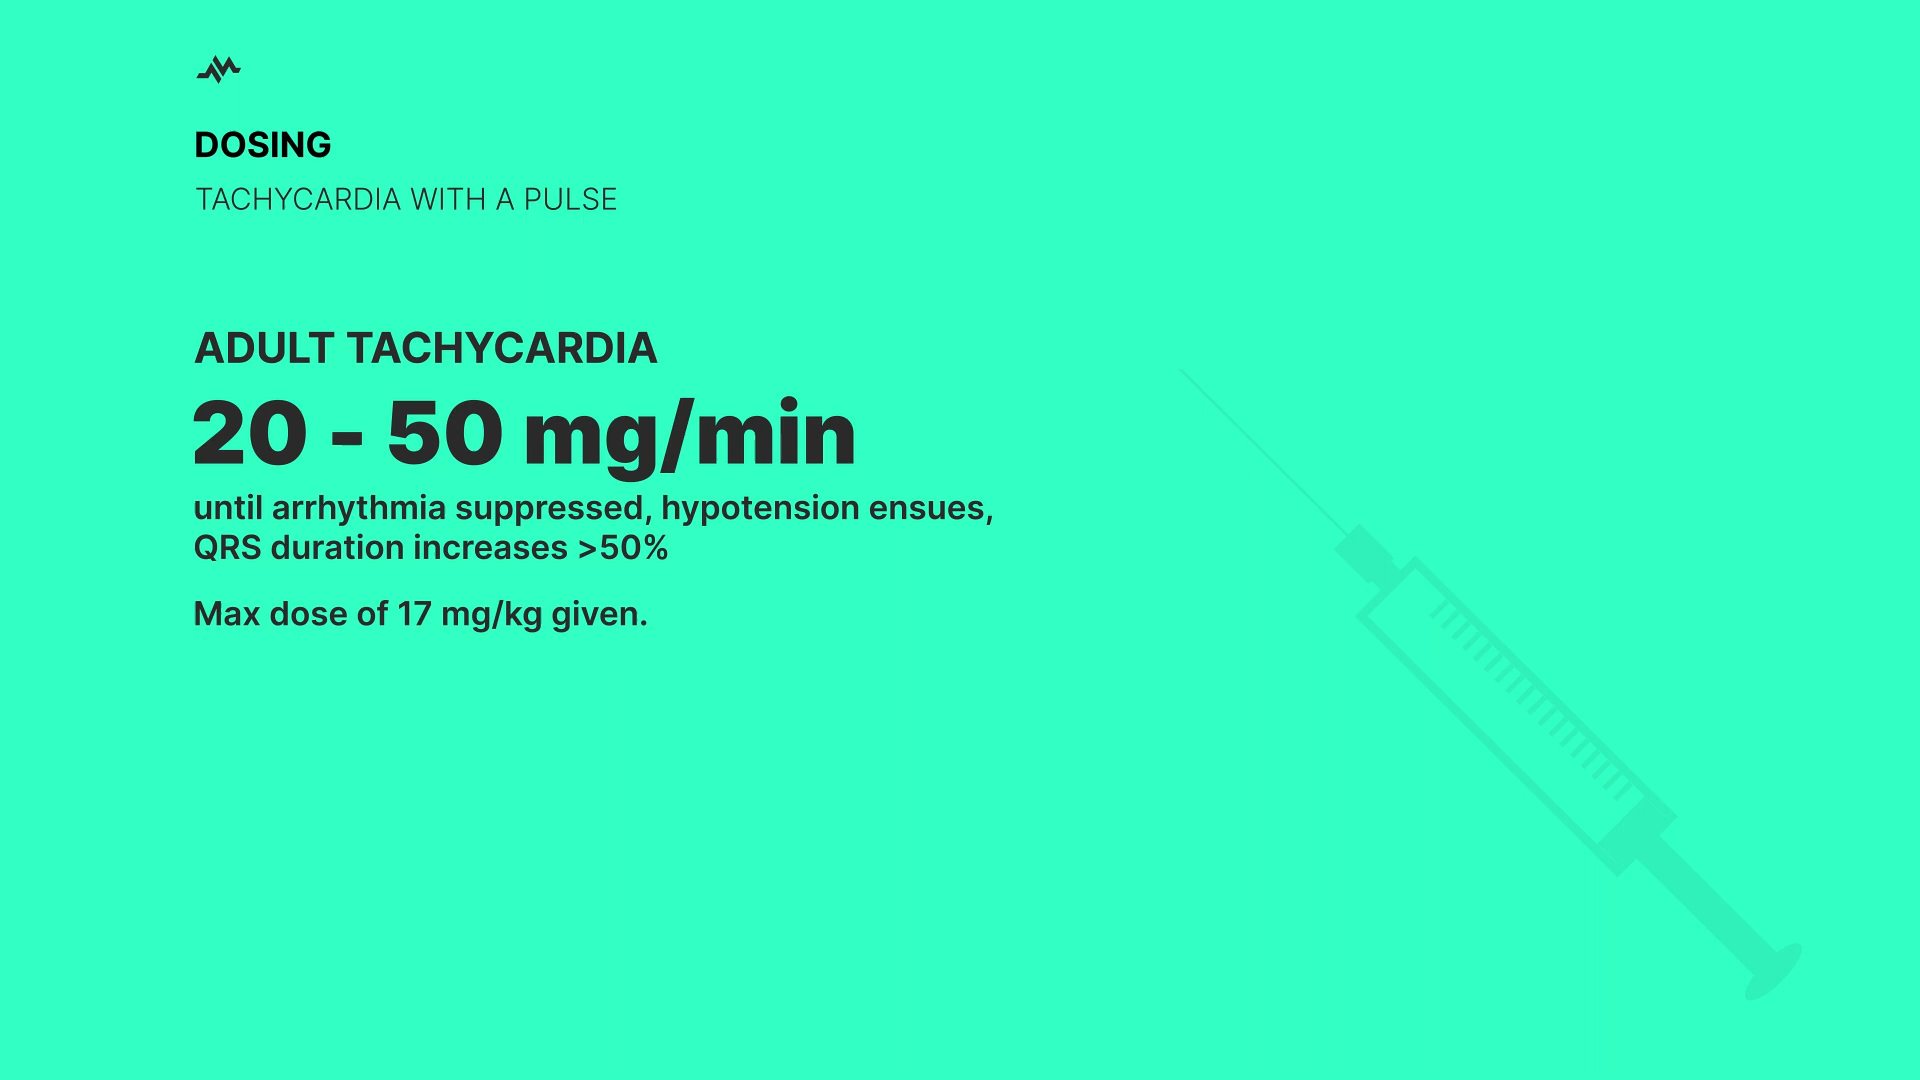 DOSING
TACHYCARDIA WITH A PULSE
ADULT TACHYCARDIA
20 - 50 mg/min
until arrhythmia suppressed, hypotension ensues,
QRS duration increases >50%
Max dose of 17 mg/kg given.